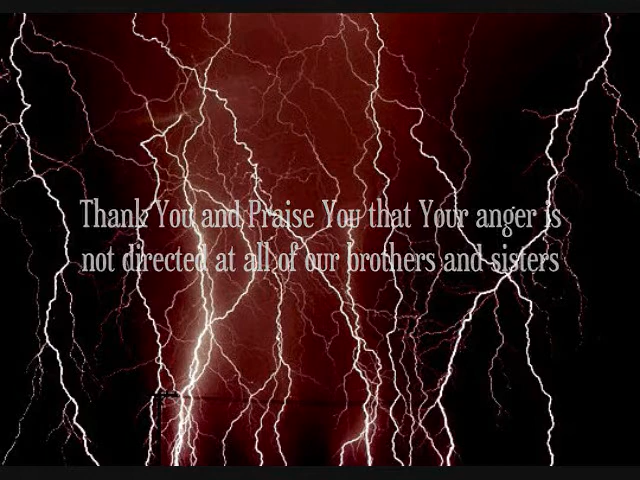 Thank You and Praise You that Your anger is
not directed at all of our brothers and sisters